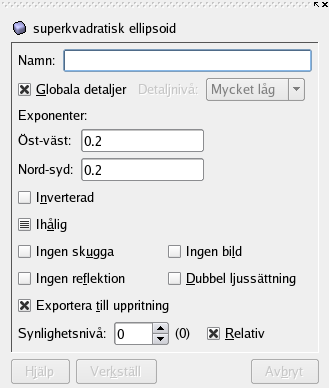 superkvadratisk ellipsoid
Namn:
Globala detaljer Detaljnivå: Mycket låg
Exponenter:
Öst-väst: 0.2
Nord-syd: 0.2
Inverterad
Ihålig
Ingen skugga Ingen bild
Ingen reflektion Dubbel ljussättning
Exportera till uppritning
Synlighetsnivå: 0 (0) Relativ
Hjälp Verkställ Avbryt